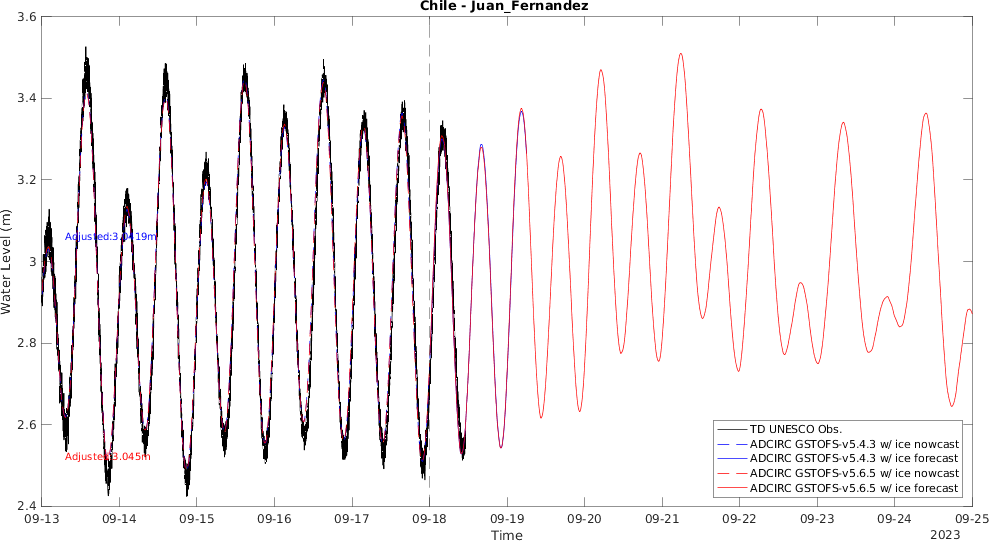 Chile - Juan_Fernandez
3.6
3.4
3.2
3
2.8
2.6
2.4
Water Level (m)
Adjusted:3.0419m
Adjusted:3.045m
TD UNESCO Obs.
ADCIRC GSTOFS-v5.4.3 w/ ice nowcast
ADCIRC GSTOFS-v5.4.3 w/ ice forecast
ADCIRC GSTOFS-v5.6.5 w/ ice nowcast
ADCIRC GSTOFS-v5.6.5 w/ ice forecast
09-13 09-14 09-15 09-16 09-17 09-18 09-19 09-20 09-21 09-22 09-23 09-24 09-25
Time
2023